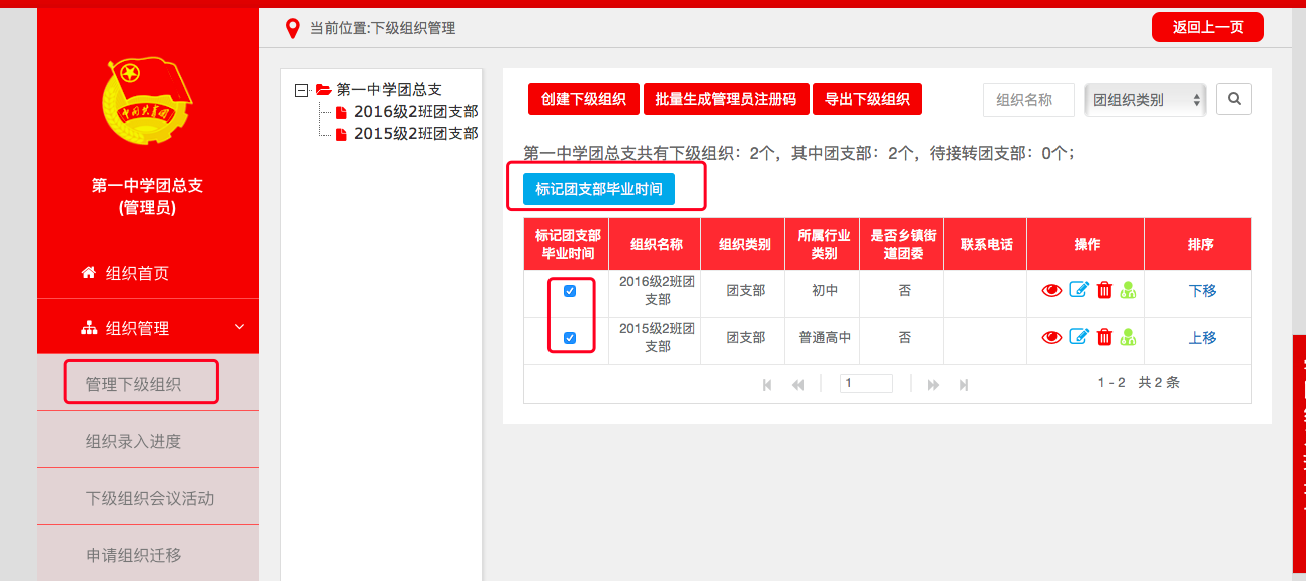 当前位置:下级组织管理
返回上一页
中国共青团
第一中学团总支
(管理员)
组织首页
组织管理
管理下级组织
组织录入进度
下级组织会议活动
申请组织迁移
第一中学团总支
2016级2班团支部
2015级2班团支部
创建下级组织 批量生成管理员注册码 导出下级组织
组织名称 团组织类别
第一中学团总支共有下级组织：2个，其中团支部：2个，待接转团支部：0个；
标记团支部毕业时间
标记团支部
毕业时间
组织名称
组织类别
所属行业
类别
是否乡镇街
道团委
联系电话
操作
排序
2016级2班团
支部
团支部
初中
否
下移
2015级2班团
支部
团支部
普通高中
否
上移
1
1 - 2 共 2 条